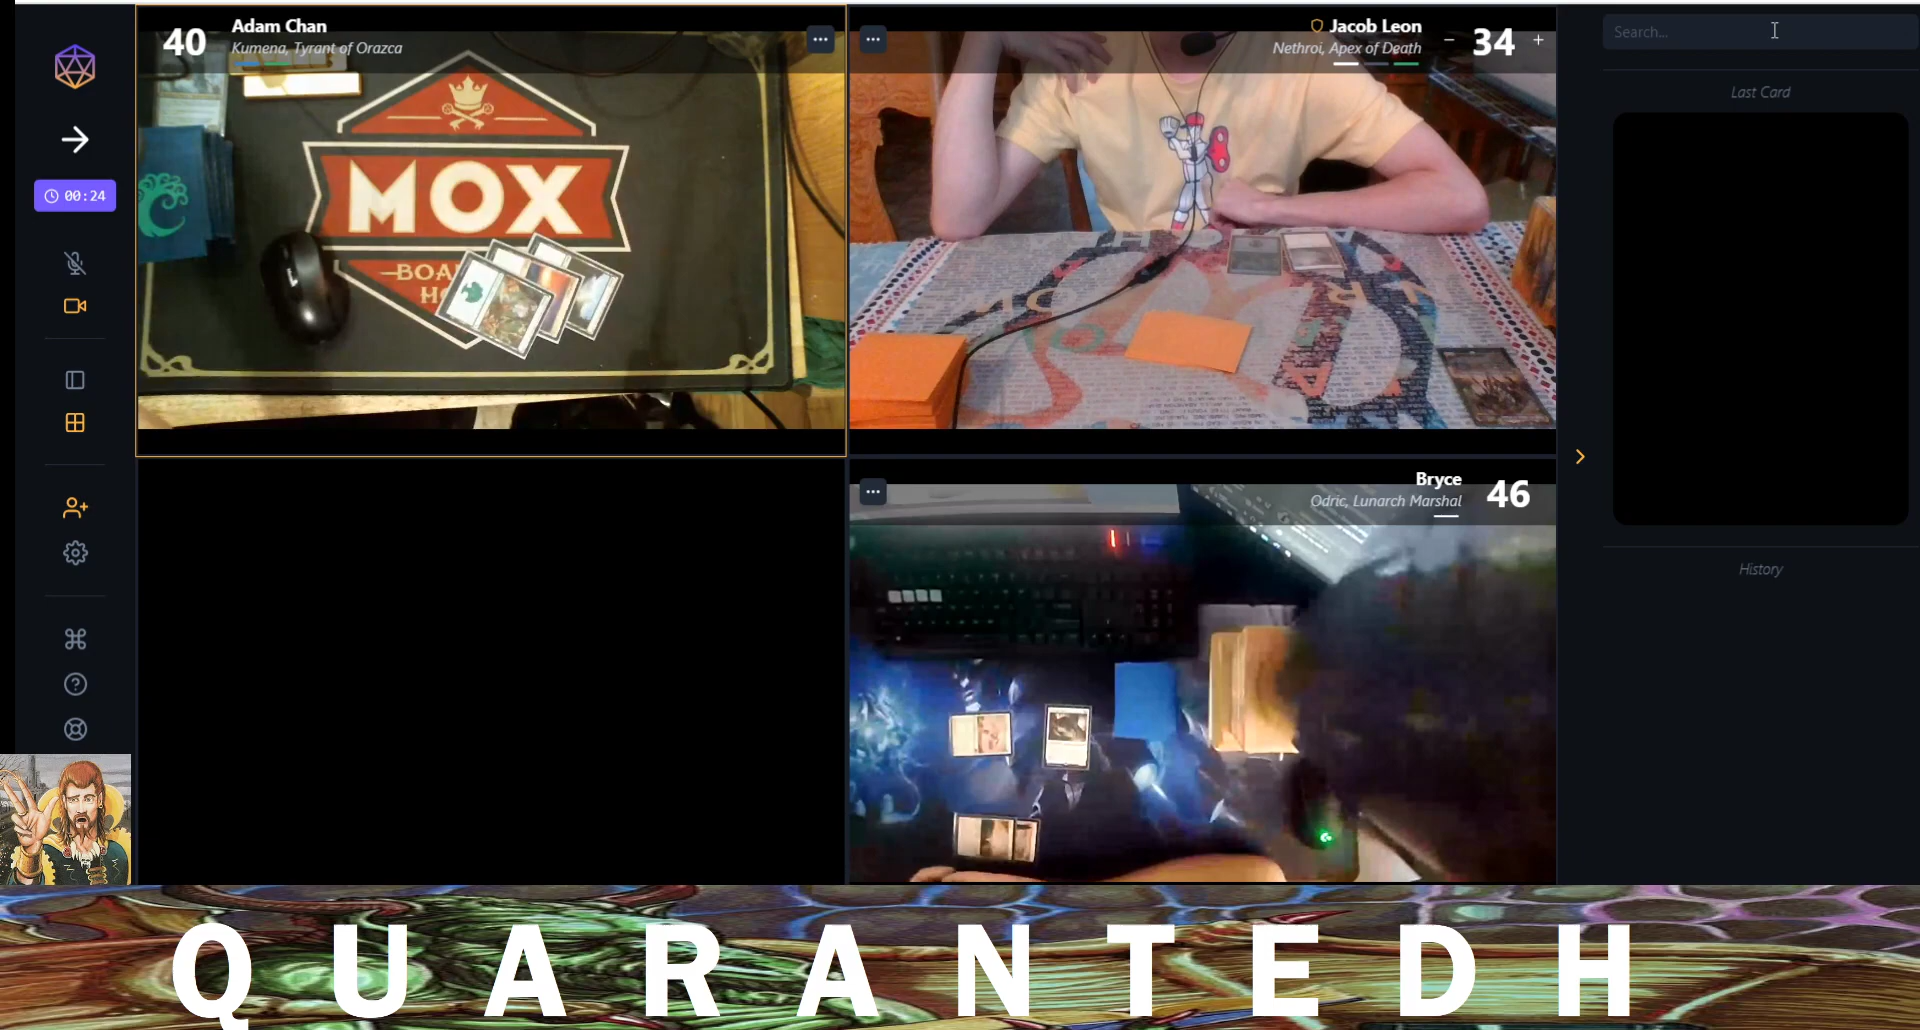 40
Adam Chan
Kumena, Tyrant of Orazca
Jacob Leon
Nethroi, Apex of Death
34
Search...
Last Card
00:24
MOX
BOA
H
Bryce
Odric, Lunarch Marshal
46
History
QUARANTEDH